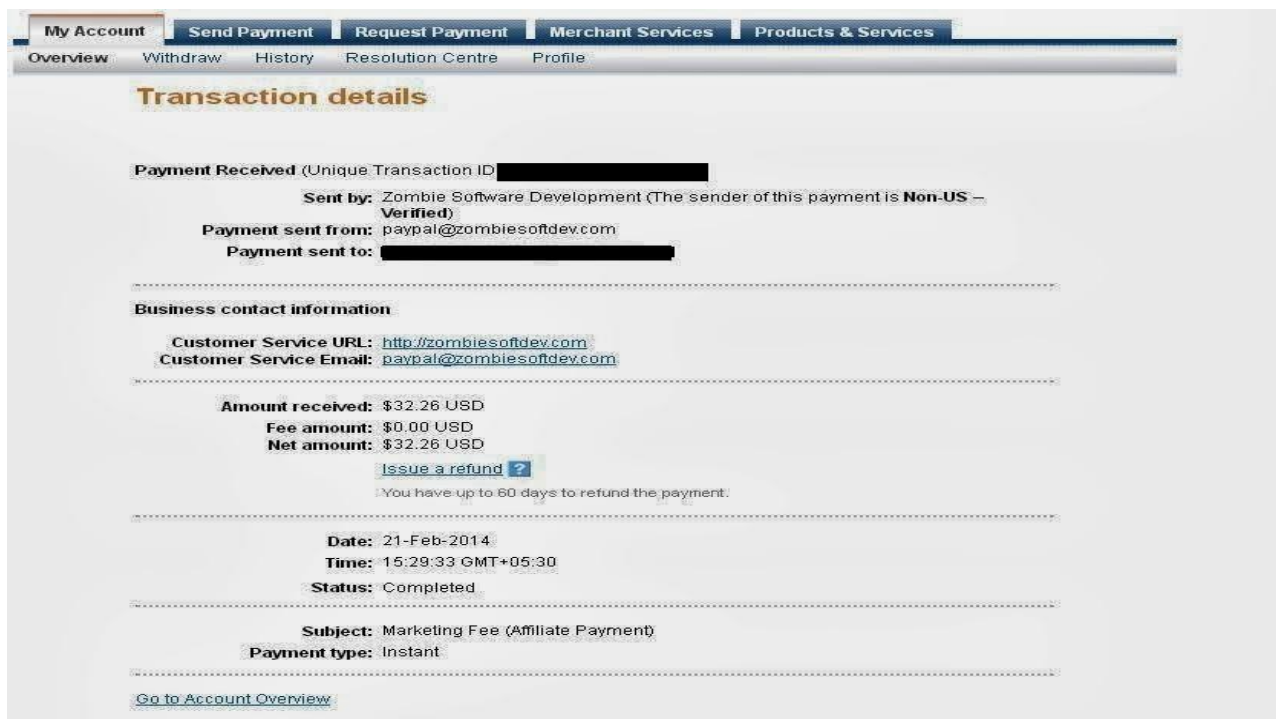 My Account Send Payment Request Payment Merchant Services Products & Services
Overview Withdraw History Resolution Centre Profile
Transaction details
Payment Received (Unique Transaction ID
Sent by: Zombie Software Development (The sender of this payment is Non-US –
Verified)
Payment sent from: paypal@zombiesoftdev.com
Payment sent to:
Business contact information
Customer Service URL: http://zombiesoftdev.com
Customer Service Email: paypal@zombiesoftdev.com
Amount received: $32.26 USD
Fee amount: $0.00 USD
Net amount: $32.26 USD
Issue a refund ?
You have up to 60 days to refund the payment.
Date: 21-Feb-2014
Time: 15:29:33 GMT+05:30
Status: Completed
Subject: Marketing Fee (Affiliate Payment)
Payment type: Instant
Go to Account Overview